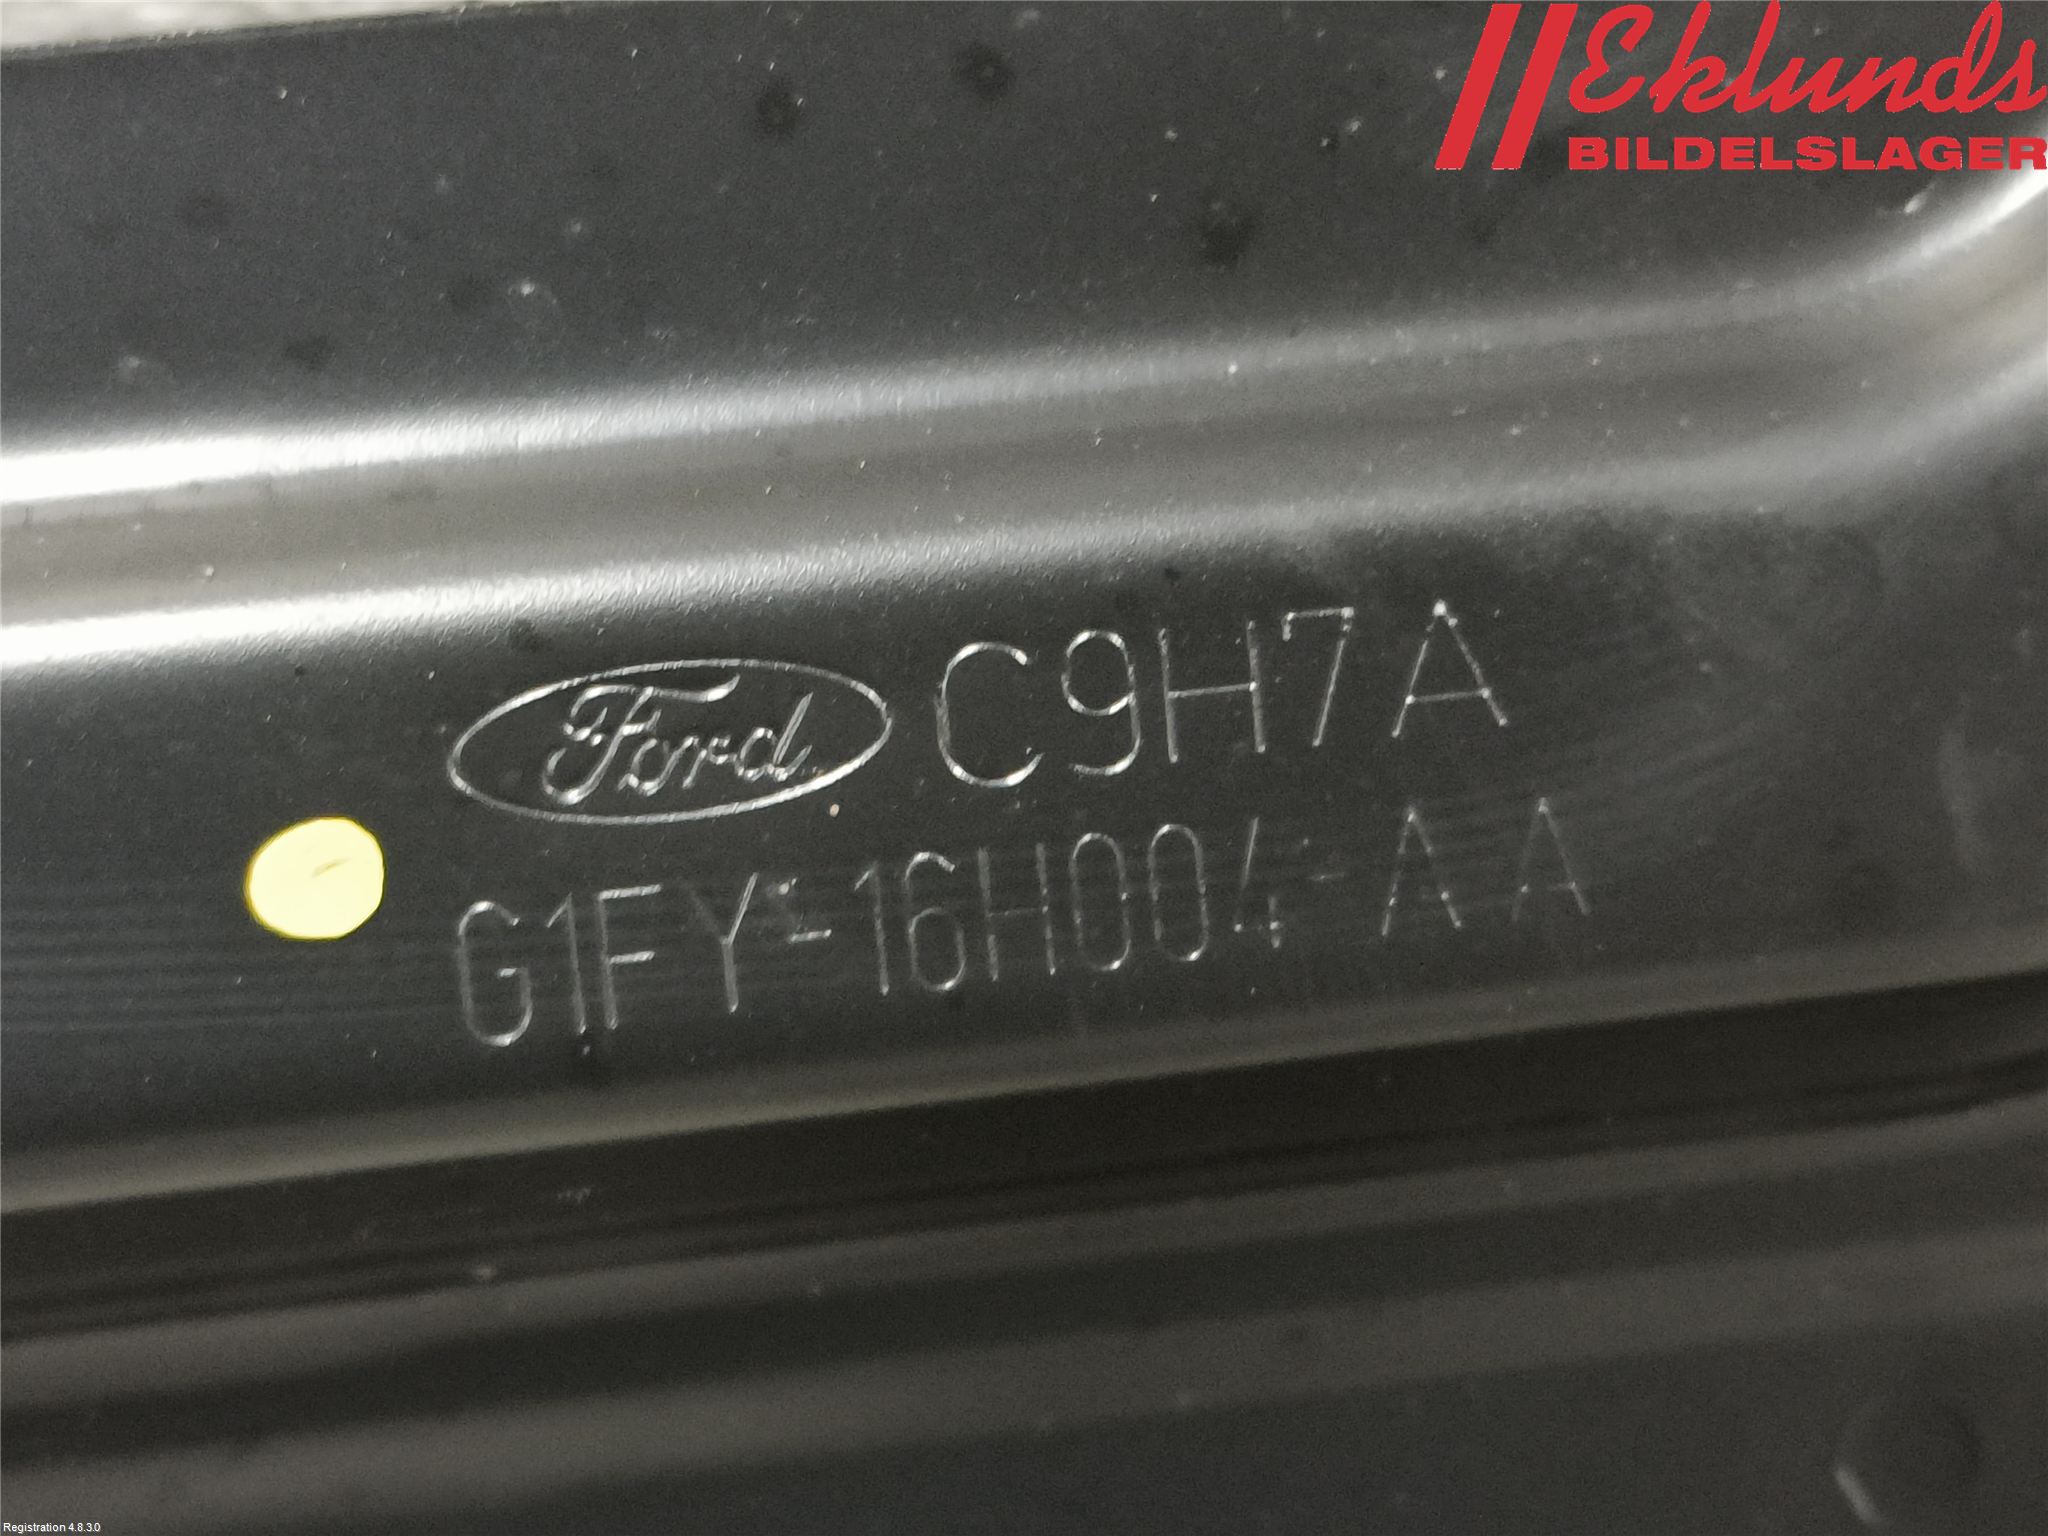 Eklunds
BILDELSLAGER
Ford C9H7A
G1FY-16H004-AA
Registration 4.8.3.0